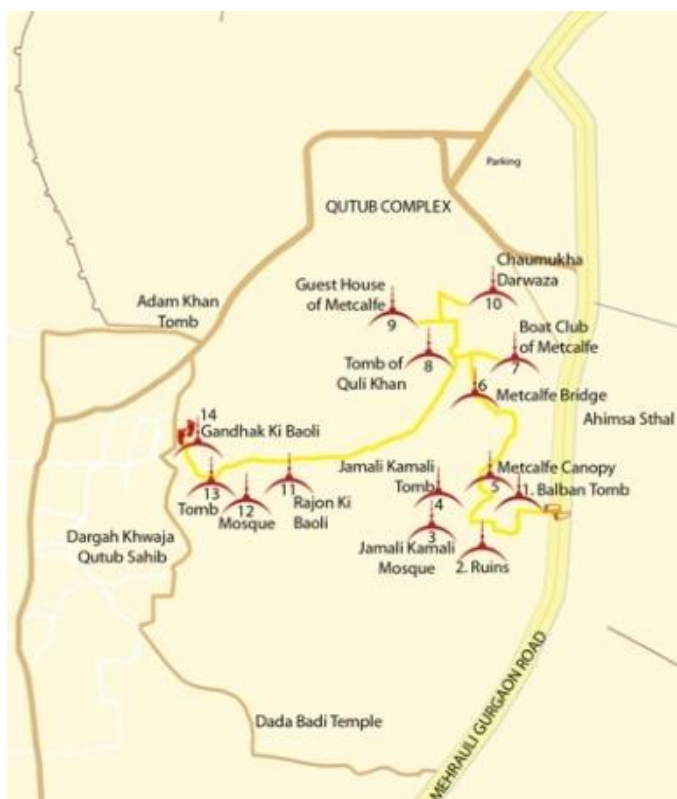 Parking
QUTUB COMPLEX
Chaumukha
Darwaza
10
Guest House
of Metcalfe
9
Adam Khan
Tomb
Boat Club
of Metcalfe
7
8
Tomb of
Quli Khan
6
Metcalfe Bridge
Ahimsa Sthal
14
Gandhak Ki Baoli
Jamali Kamali
Tomb
4
Metcalfe Canopy
5
1. Balban Tomb
13
Tomb
12
Mosque
11
Rajon Ki
Baoli
3
Jamali Kamali
Mosque
2. Ruins
Dargah Khwaja
Qutub Sahib
Dada Badi Temple
MEHRAULI GURGAON ROAD